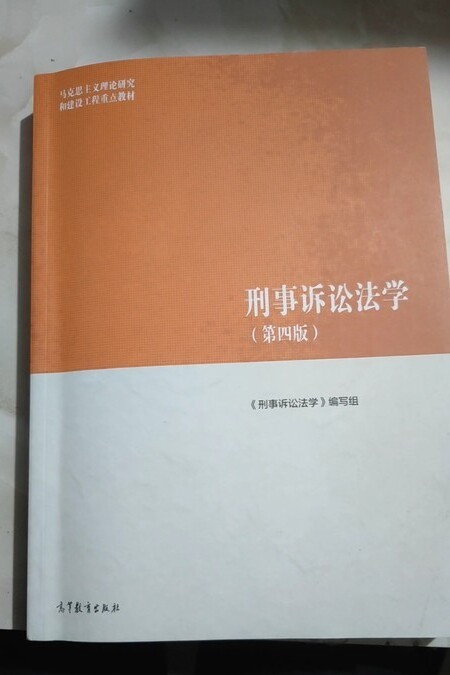 马克思主义理论研究
和建设工程重点教材
刑事诉讼法学
（第四版）
《刑事诉讼法学》编写组
高等教育出版社